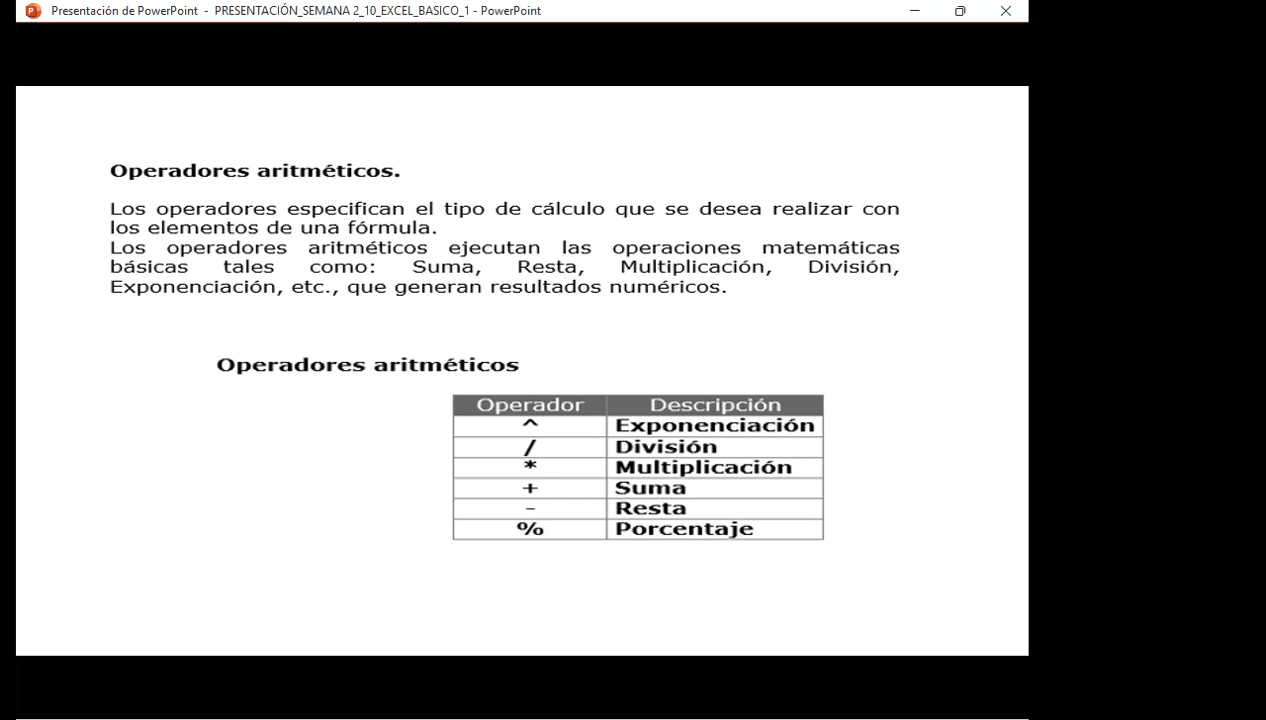 Presentación de PowerPoint - PRESENTACIÓN_SEMANA 2_10_EXCEL_BASICO_1 - PowerPoint
Operadores aritméticos.
Los operadores especifican el tipo de cálculo que se desea realizar con
los elementos de una fórmula.
Los operadores aritméticos ejecutan las operaciones matemáticas
básicas tales como: Suma, Resta, Multiplicación, División,
Exponenciación, etc., que generan resultados numéricos.
Operadores aritméticos
Operador Descripción
^ Exponenciación
/ División
* Multiplicación
+ Suma
- Resta
% Porcentaje